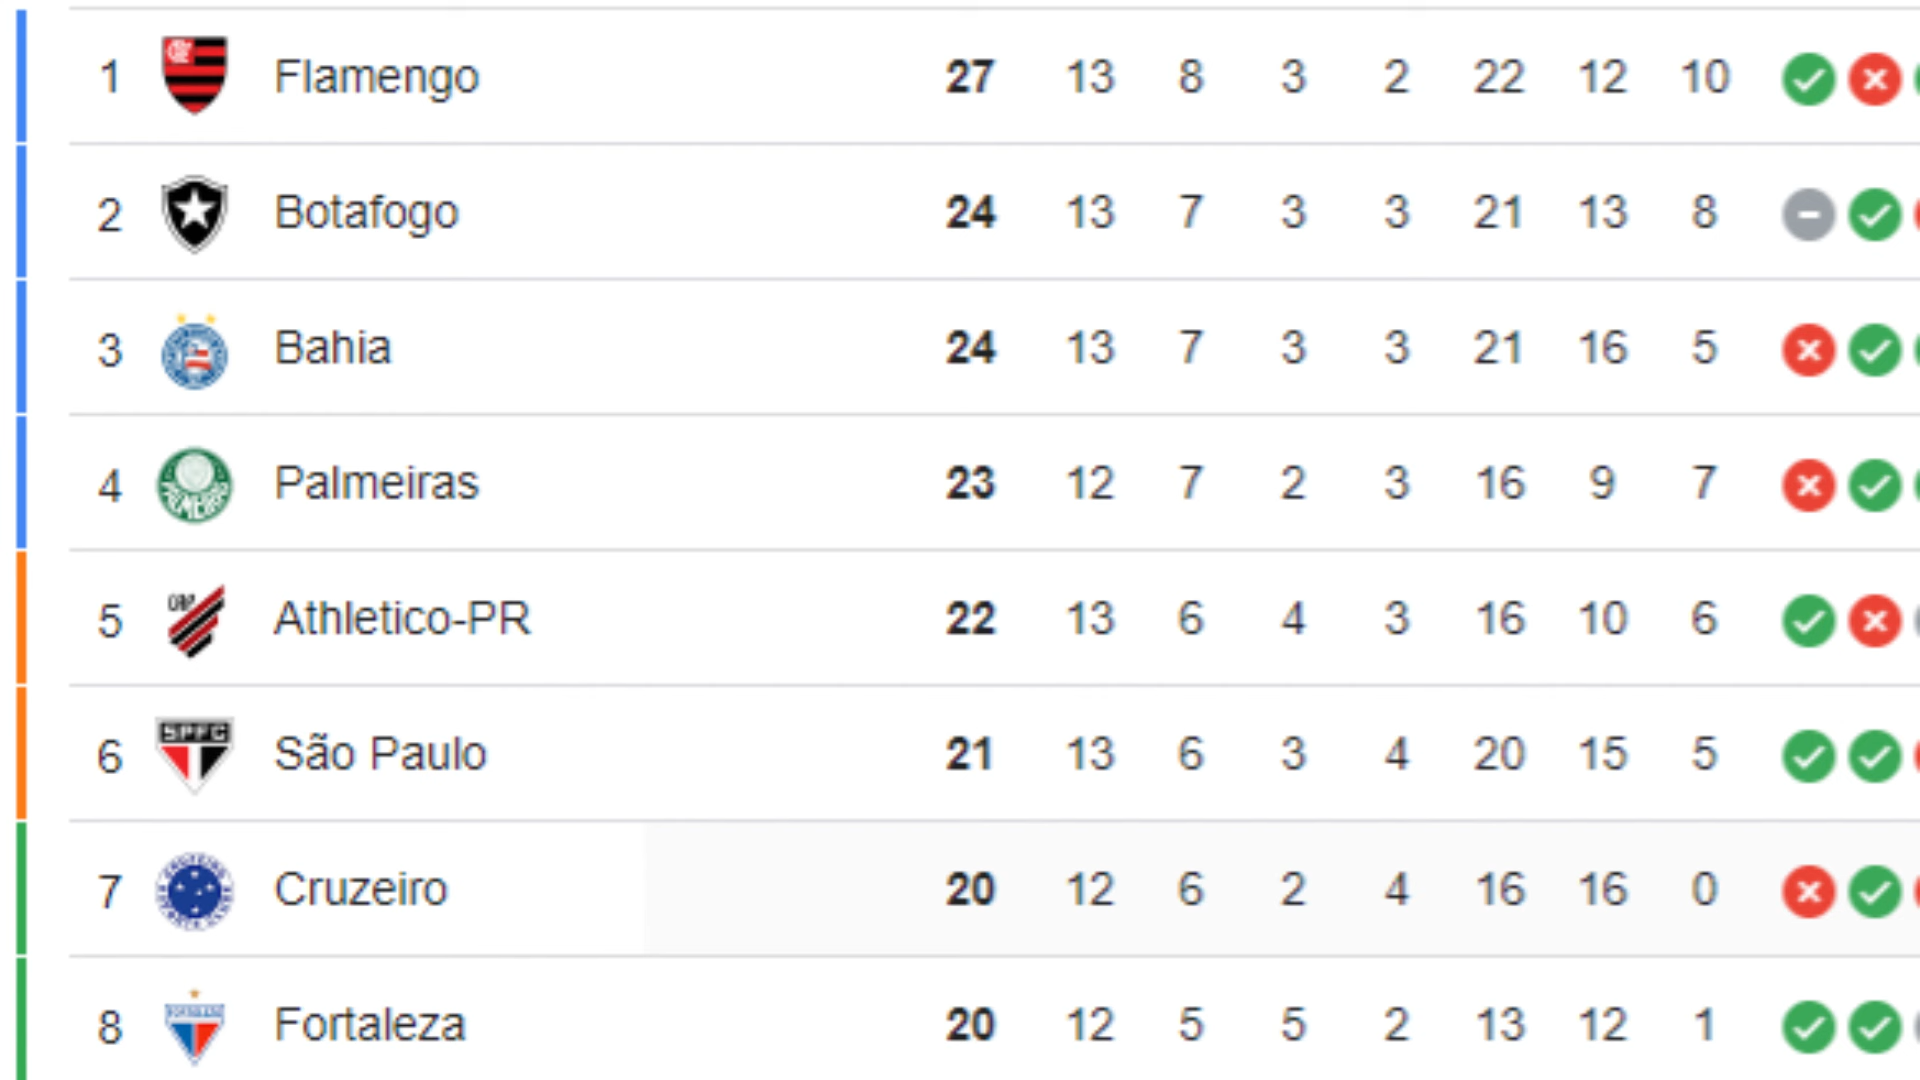 1 Flamengo 27 13 8 3 2 22 12 10
2 Botafogo 24 13 7 3 3 21 13 8
3 Bahia 24 13 7 3 3 21 16 5
4 Palmeiras 23 12 7 2 3 16 9 7
5 Athletico-PR 22 13 6 4 3 16 10 6
SPFC
6 São Paulo 21 13 6 3 4 20 15 5
7 Cruzeiro 20 12 6 2 4 16 16 0
8 Fortaleza 20 12 5 5 2 13 12 1